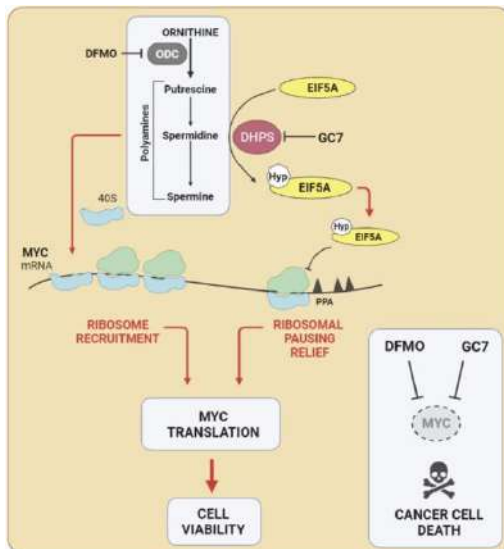 ORNITHINE
DFMO
ODC
Putrescine
Polyamines
Spermidine
Spermine
EIF5A
DHPS
GC7
Hyp
EIF5A
Hyp
EIF5A
40S
MYC
mRNA
PPA
RIBOSOME
RECRUITMENT
RIBOSOMAL
PAUSING
RELIEF
MYC
TRANSLATION
CELL
VIABILITY
DFMO
GC7
MYC
CANCER CELL
DEATH